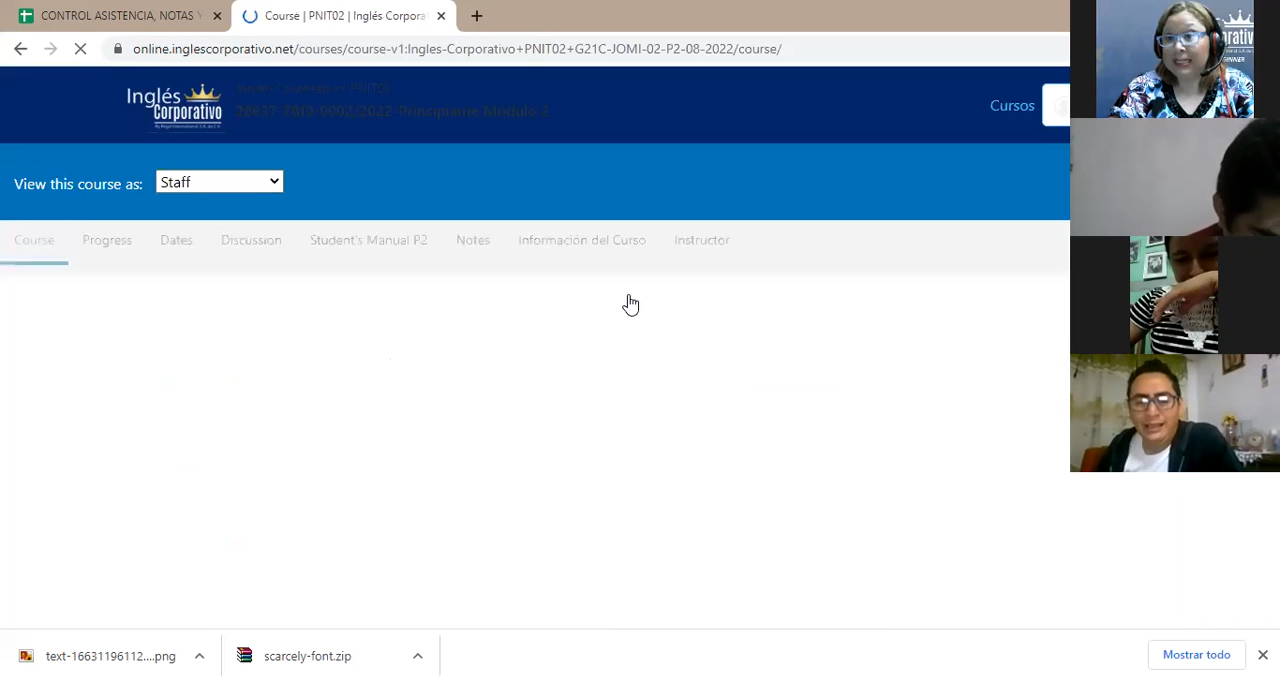 CONTROL ASISTENCIA, NOTAS Y
Course | PNIT02 | Inglés Corpora
online.inglescorporativo.net/courses/course-v1:Ingles-Corporativo+PNIT02+G21C-JOMI-02-P2-08-2022/course/
Inglés
Corporativo
Cursos
View this course as:
Staff
Course
Progress
Dates
Discussion
Student's Manual P2
Notes
Información del Curso
Instructor
text-16631196112....png
scarcely-font.zip
Mostrar todo